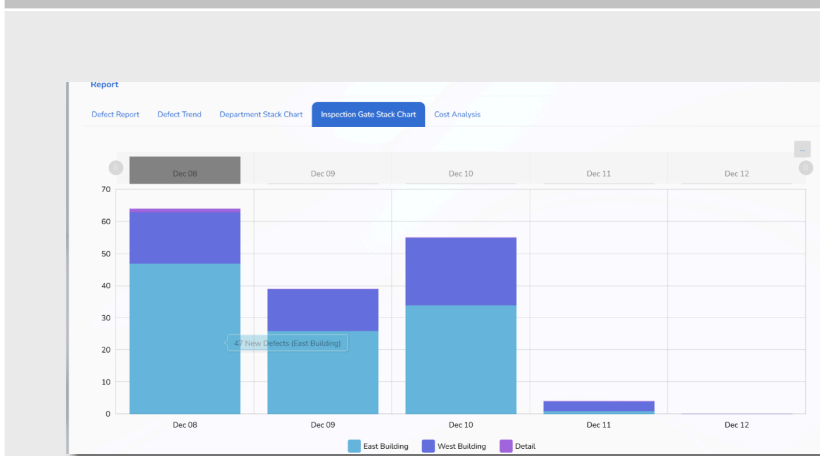 Report
Defect Report Defect Trend Department Stack Chart Inspection Gate Stack Chart Cost Analysis
...
Dec 08 Dec 09 Dec 10 Dec 11 Dec 12
70
60
50
40
30
47 New Defects (East Building)
20
10
0
Dec 08 Dec 09 Dec 10 Dec 11 Dec 12
East Building West Building Detail